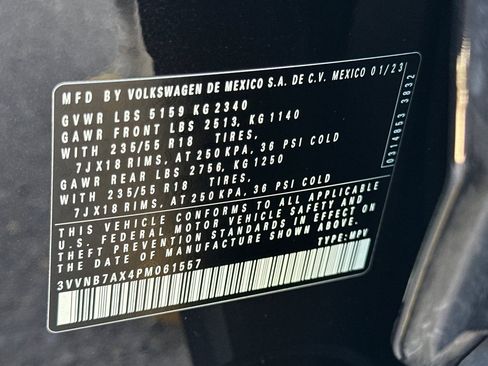 MFD BY VOLKSWAGEN DE MEXICO S.A. DE C.V. MEXICO 01/23
GVWR LBS 5159 KG 2340
GAWR FRONT LBS 2513, KG 1140
WITH 235/55 R18 TIRES,
7JX18 RIMS, AT 250 KPA, 36 PSI COLD
GAWR REAR LBS 2756, KG 1250
WITH 235/55 R18 TIRES,
7JX18 RIMS, AT 250 KPA, 36 PSI COLD
THIS VEHICLE CONFORMS TO ALL APPLICABLE
U.S. FEDERAL MOTOR VEHICLE SAFETY AND
THEFT PREVENTION STANDARDS IN EFFECT ON
THE DATE OF MANUFACTURE SHOWN ABOVE.
3VVNB7AX4PM061557 TYPE: MPV
0314853 3832